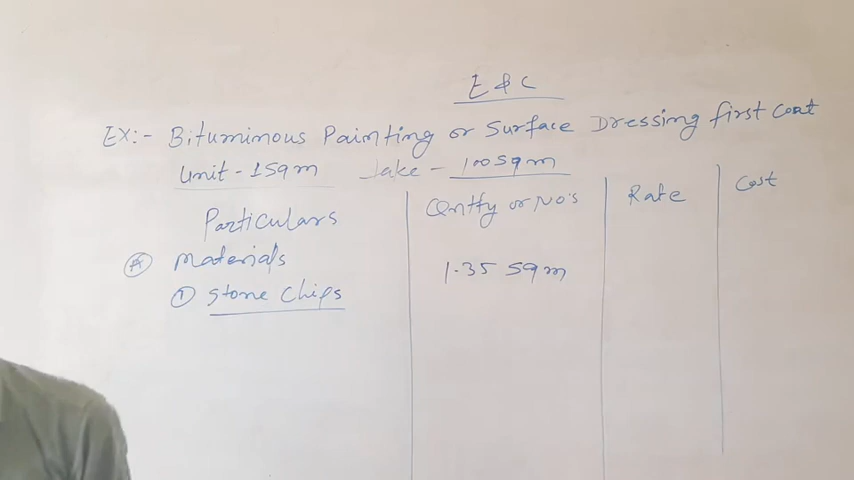 E & C
Ex:- Bituminous Painting or Surface Dressing first Coat
Unit - 1sqm Take - 100sqm
Particulars Qntty or No's Rate Cost
(A) Materials
1.35 sqm
(1) Stone Chips